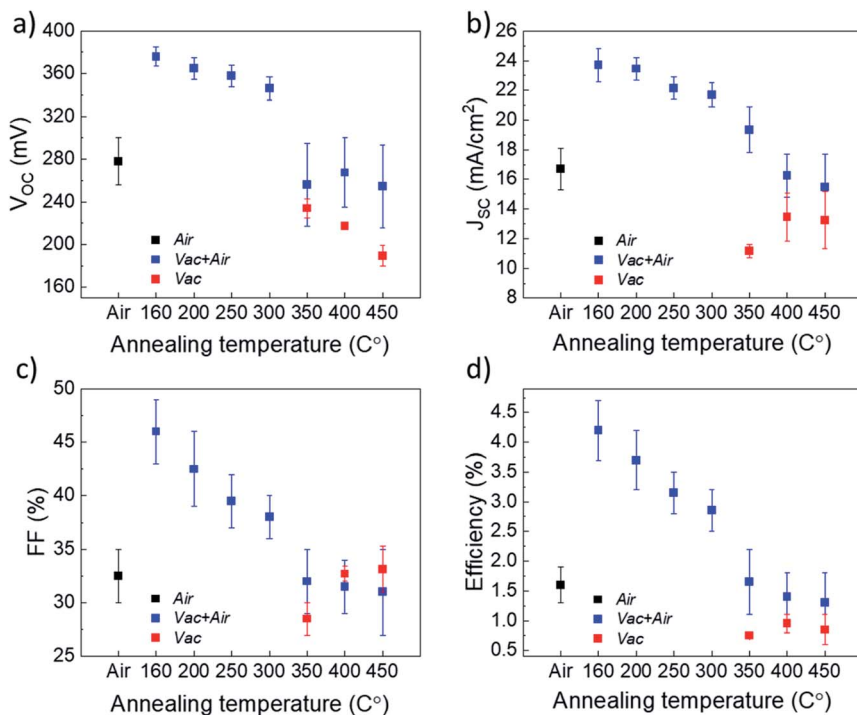 a)
400
360
320
280
240
200
160
V_OC (mV)
Air
Vac+Air
Vac
Air 160 200 250 300 350 400 450
Annealing temperature (C°)
b)
26
24
22
20
18
16
14
12
10
8
J_SC (mA/cm²)
Air
Vac+Air
Vac
Air 160 200 250 300 350 400 450
Annealing temperature (C°)
c)
50
45
40
35
30
25
FF (%)
Air
Vac+Air
Vac
Air 160 200 250 300 350 400 450
Annealing temperature (C°)
d)
4.5
4.0
3.5
3.0
2.5
2.0
1.5
1.0
0.5
Efficiency (%)
Air
Vac+Air
Vac
Air 160 200 250 300 350 400 450
Annealing temperature (C°)